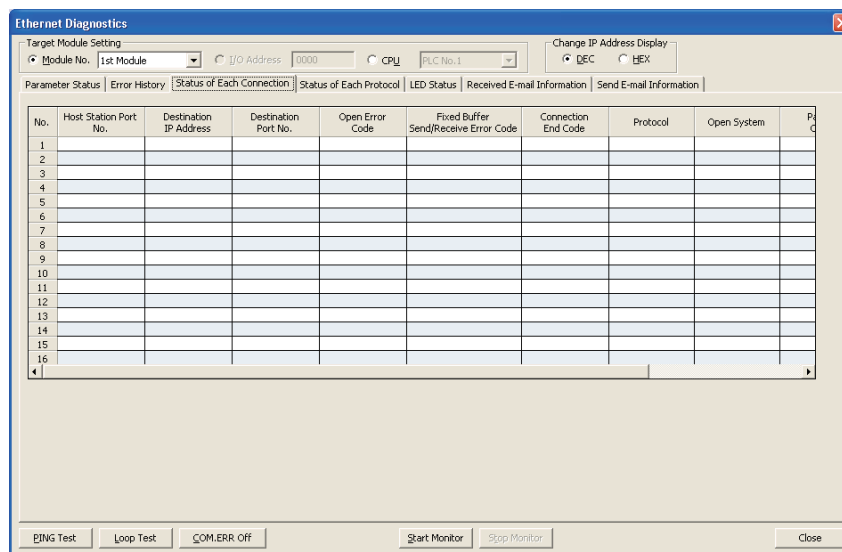 Ethernet Diagnostics
Target Module Setting
Module No. 1st Module I/O Address 0000 CPU PLC No.1
Change IP Address Display
DEC HEX
Parameter Status Error History Status of Each Connection Status of Each Protocol LED Status Received E-mail Information Send E-mail Information
No. Host Station Port No. Destination IP Address Destination Port No. Open Error Code Fixed Buffer Send/Receive Error Code Connection End Code Protocol Open System
1
2
3
4
5
6
7
8
9
10
11
12
13
14
15
16
PING Test Loop Test COM.ERR Off Start Monitor Stop Monitor Close